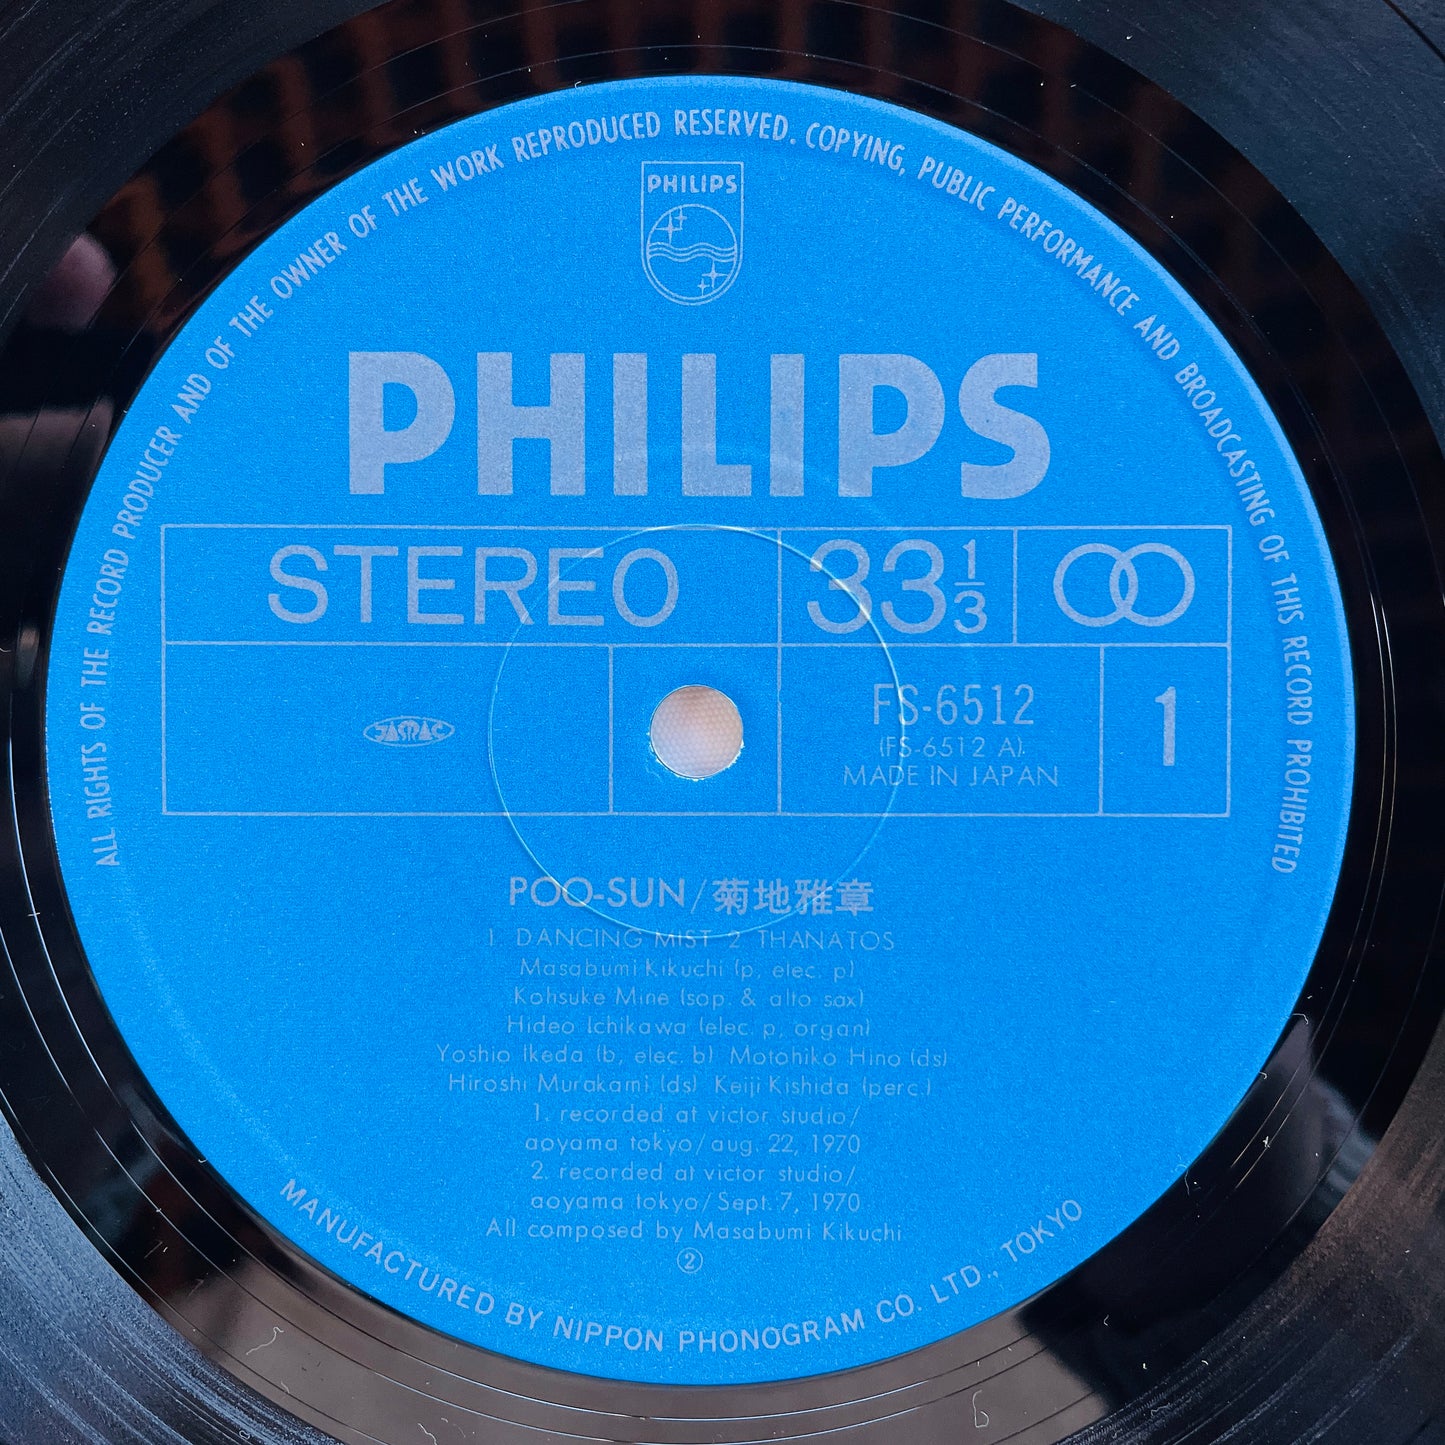 ALL RIGHTS OF THE RECORD PRODUCER AND OF THE OWNER OF THE WORK REPRODUCED RESERVED. COPYING, PUBLIC PERFORMANCE AND BROADCASTING OF THIS RECORD PROHIBITED
PHILIPS
PHILIPS
STEREO 33 1/3
JASRAC
FS-6512
(FS-6512 A)
MADE IN JAPAN
1
POO-SUN/菊地雅章
1 DANCING MIST 2 THANATOS
Masabumi Kikuchi (p, elec. p)
Kohsuke Mine (sop. & alto sax)
Hideo Ichikawa (elec. p, organ)
Yoshio Ikeda (b, elec. b) Motohiko Hino (ds)
Hiroshi Murakami (ds) Keiji Kishida (perc.)
1. recorded at victor studio/
aoyama tokyo/aug. 22, 1970
2. recorded at victor studio/
aoyama tokyo/Sept. 7, 1970
All composed by Masabumi Kikuchi
②
MANUFACTURED BY NIPPON PHONOGRAM CO. LTD., TOKYO